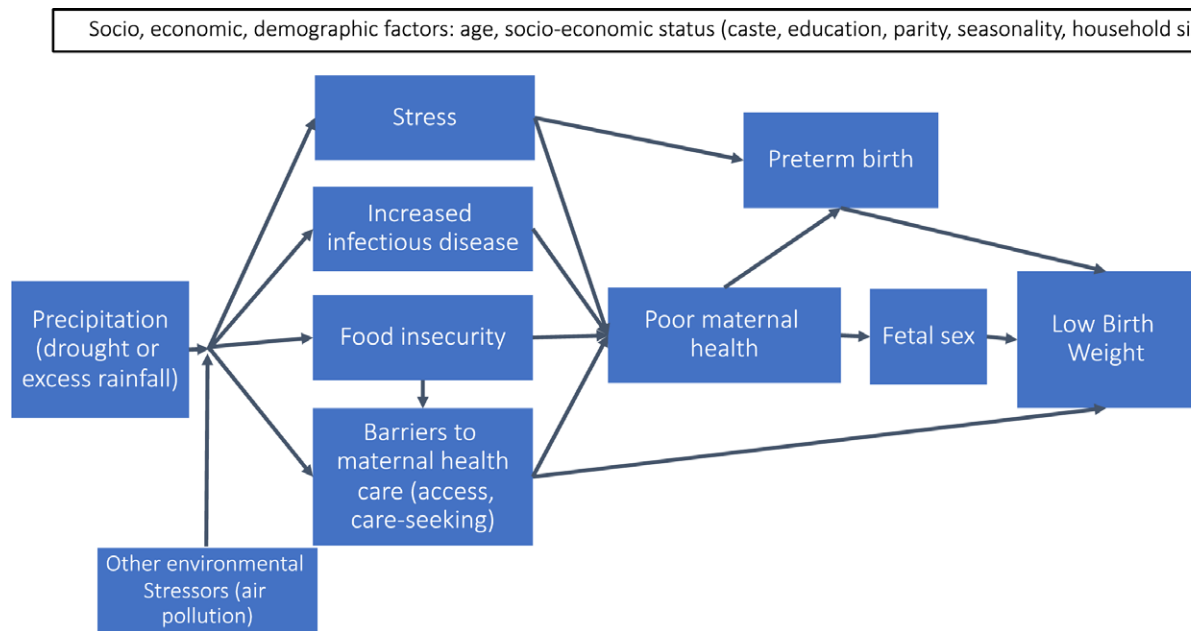 Socio, economic, demographic factors: age, socio-economic status (caste, education, parity, seasonality, household si
Stress
Preterm birth
Increased
infectious disease
Precipitation
(drought or
excess rainfall)
Food insecurity
Poor maternal
health
Fetal sex
Low Birth
Weight
Barriers to
maternal health
care (access,
care-seeking)
Other environmental
Stressors (air
pollution)